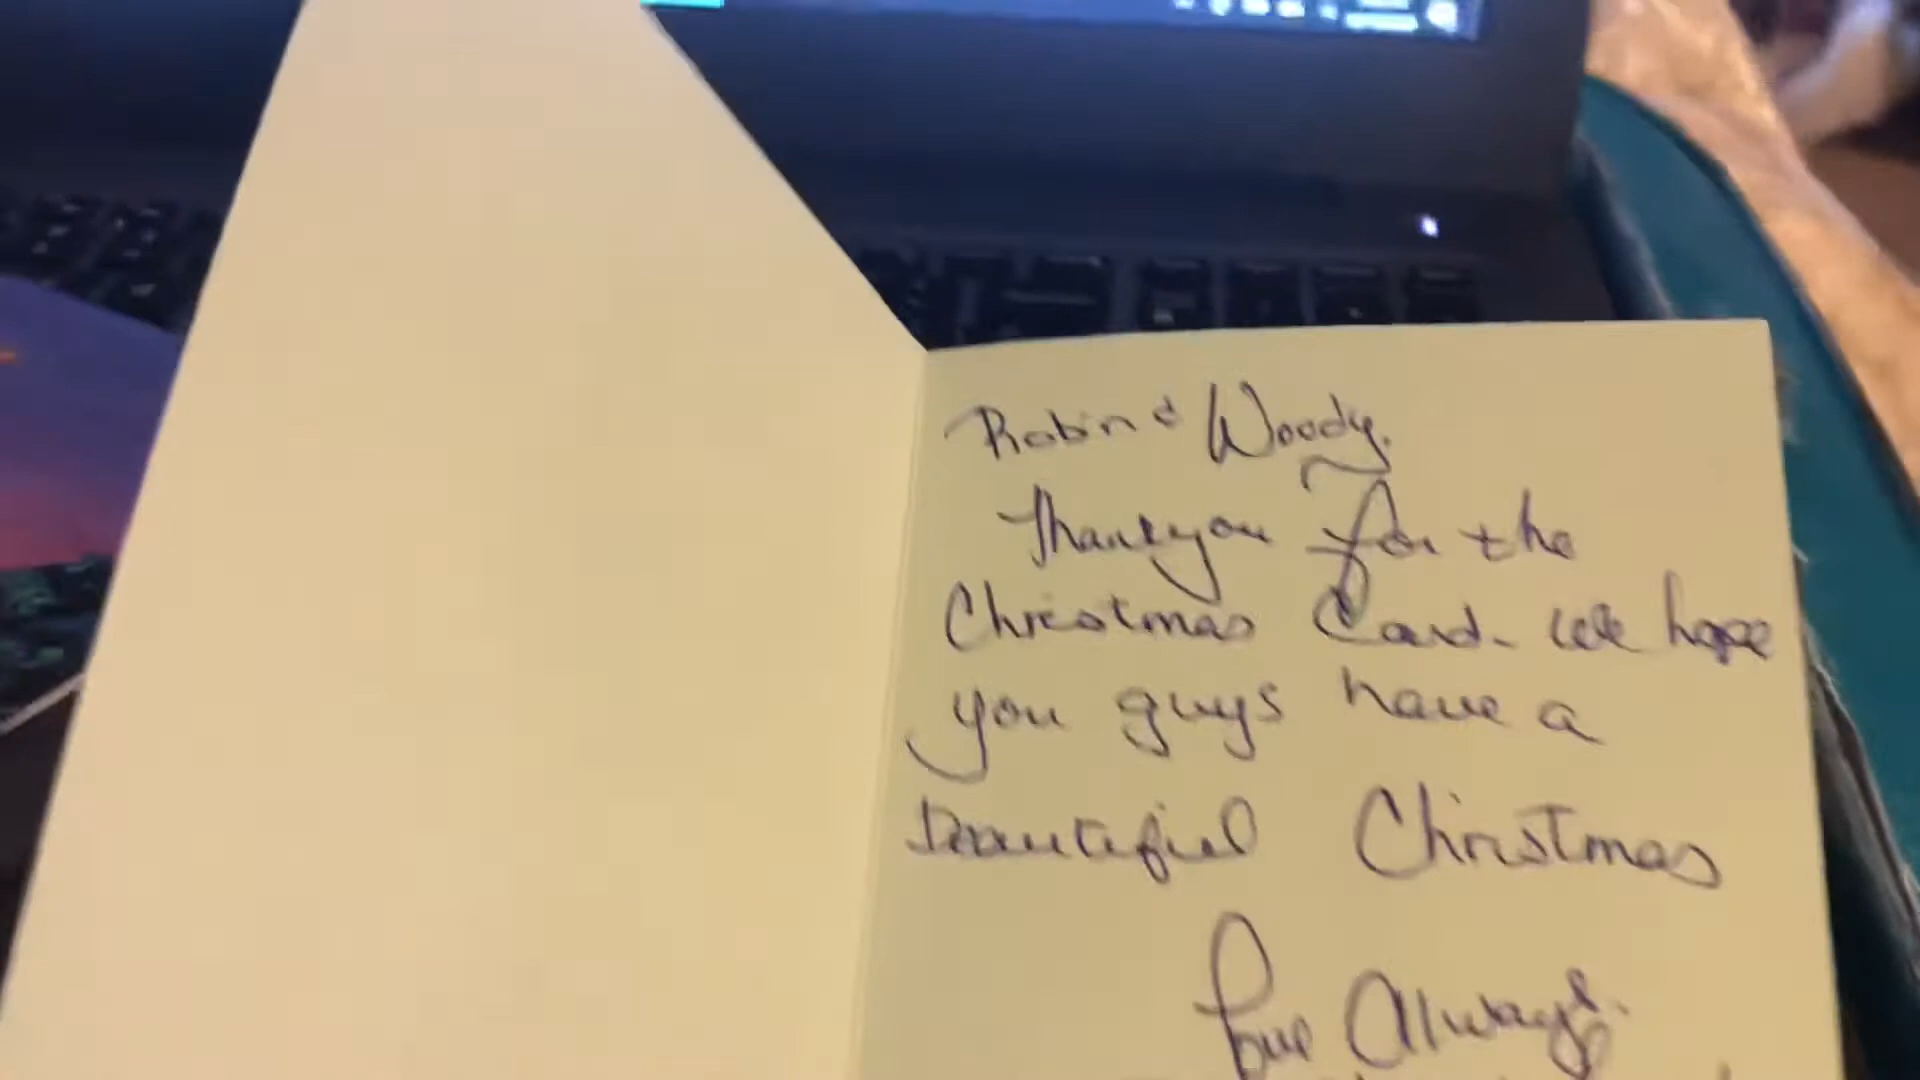 Robin & Woody.
Thankyou for the
Christmas Card. We hope
you guys have a
beautiful Christmas
Love Always.